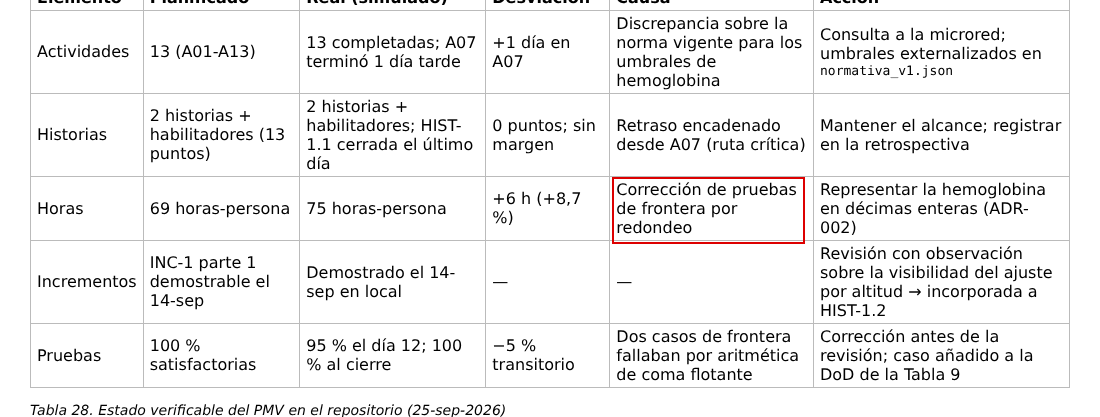 Elemento Planificado Real (simulado) Desviación Causa Acción
Actividades
13 (A01-A13)
13 completadas; A07
terminó 1 día tarde
+1 día en
A07
Discrepancia sobre la
norma vigente para los
umbrales de
hemoglobina
Consulta a la microred;
umbrales externalizados en
normativa_v1.json
Historias
2 historias +
habilitadores (13
puntos)
2 historias +
habilitadores; HIST-
1.1 cerrada el último
día
0 puntos; sin
margen
Retraso encadenado
desde A07 (ruta crítica)
Mantener el alcance; registrar
en la retrospectiva
Horas
69 horas-persona
75 horas-persona
+6 h (+8,7
%)
Corrección de pruebas
de frontera por
redondeo
Representar la hemoglobina
en décimas enteras (ADR-
002)
Incrementos
INC-1 parte 1
demostrable el
14-sep
Demostrado el 14-
sep en local
—
—
Revisión con observación
sobre la visibilidad del ajuste
por altitud → incorporada a
HIST-1.2
Pruebas
100 %
satisfactorias
95 % el día 12; 100
% al cierre
−5 %
transitorio
Dos casos de frontera
fallaban por aritmética
de coma flotante
Corrección antes de la
revisión; caso añadido a la
DoD de la Tabla 9
Tabla 28. Estado verificable del PMV en el repositorio (25-sep-2026)